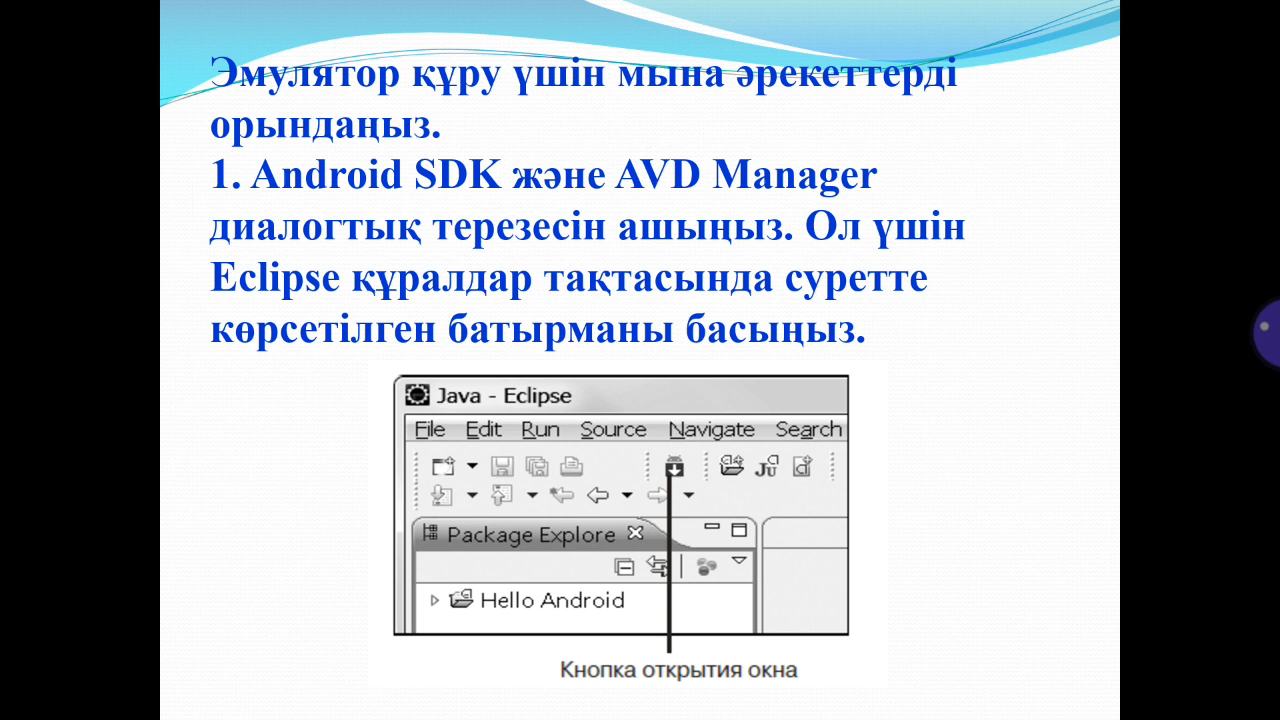 Эмулятор құру үшін мына әрекеттерді
орындаңыз.
1. Android SDK және AVD Manager
диалогтық терезесін ашыңыз. Ол үшін
Eclipse құралдар тақтасында суретте
көрсетілген батырманы басыңыз.
Java - Eclipse
File Edit Run Source Navigate Search
Package Explore
Hello Android
Кнопка открытия окна